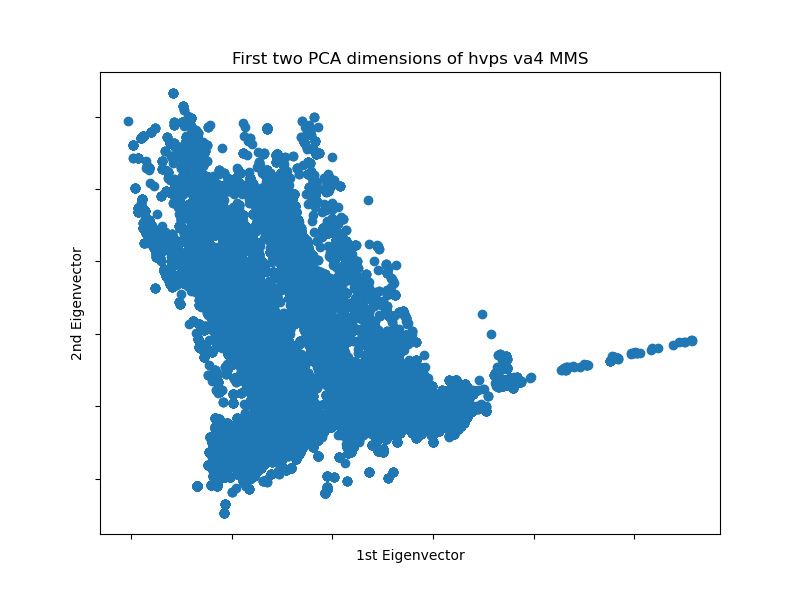 First two PCA dimensions of hvps va4 MMS
2nd Eigenvector
1st Eigenvector